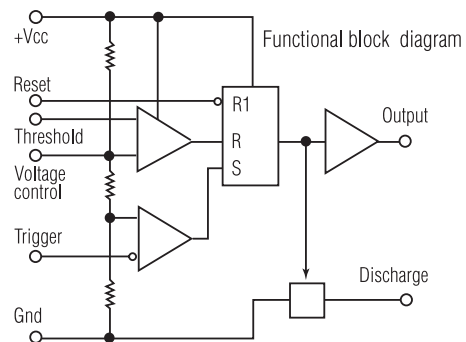 +Vcc
Functional block diagram
Reset
R1
Threshold
Output
R
Voltage
control
S
Trigger
Discharge
Gnd